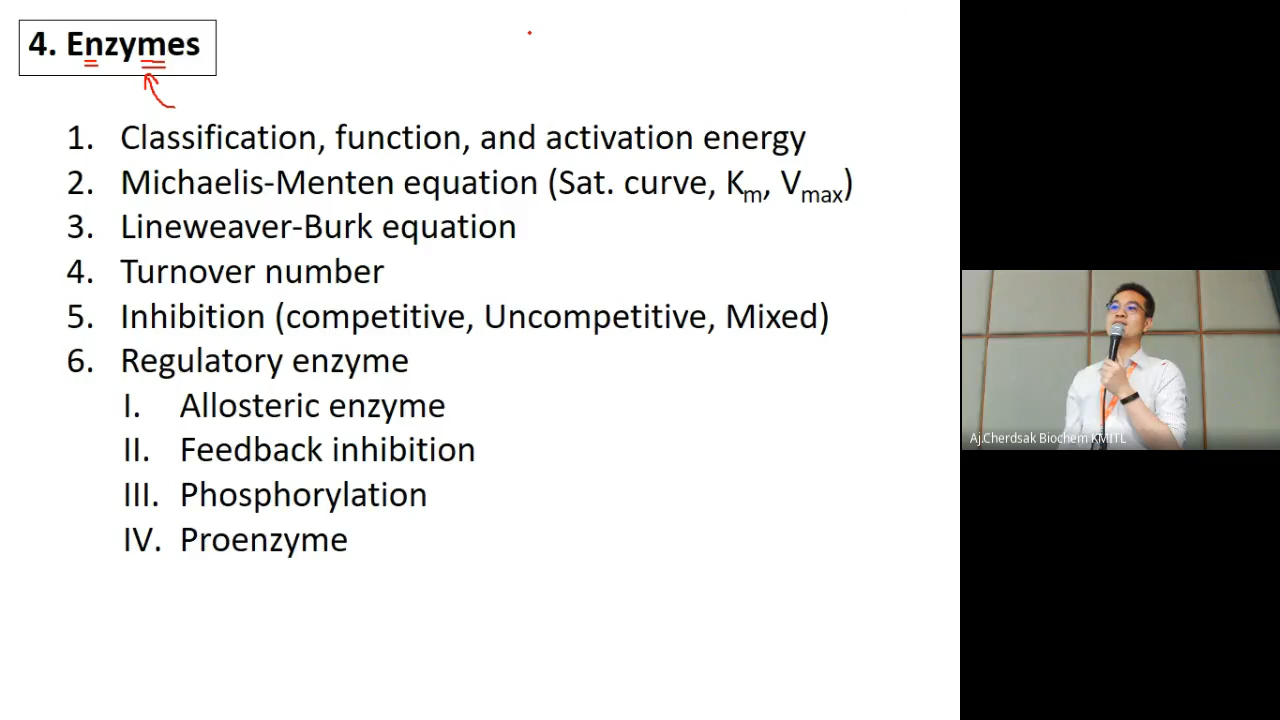 4. Enzymes
1. Classification, function, and activation energy
2. Michaelis-Menten equation (Sat. curve, Km, Vmax)
3. Lineweaver-Burk equation
4. Turnover number
5. Inhibition (competitive, Uncompetitive, Mixed)
6. Regulatory enzyme
I. Allosteric enzyme
II. Feedback inhibition
III. Phosphorylation
IV. Proenzyme
Aj.Cherdsak Biochem KMITL